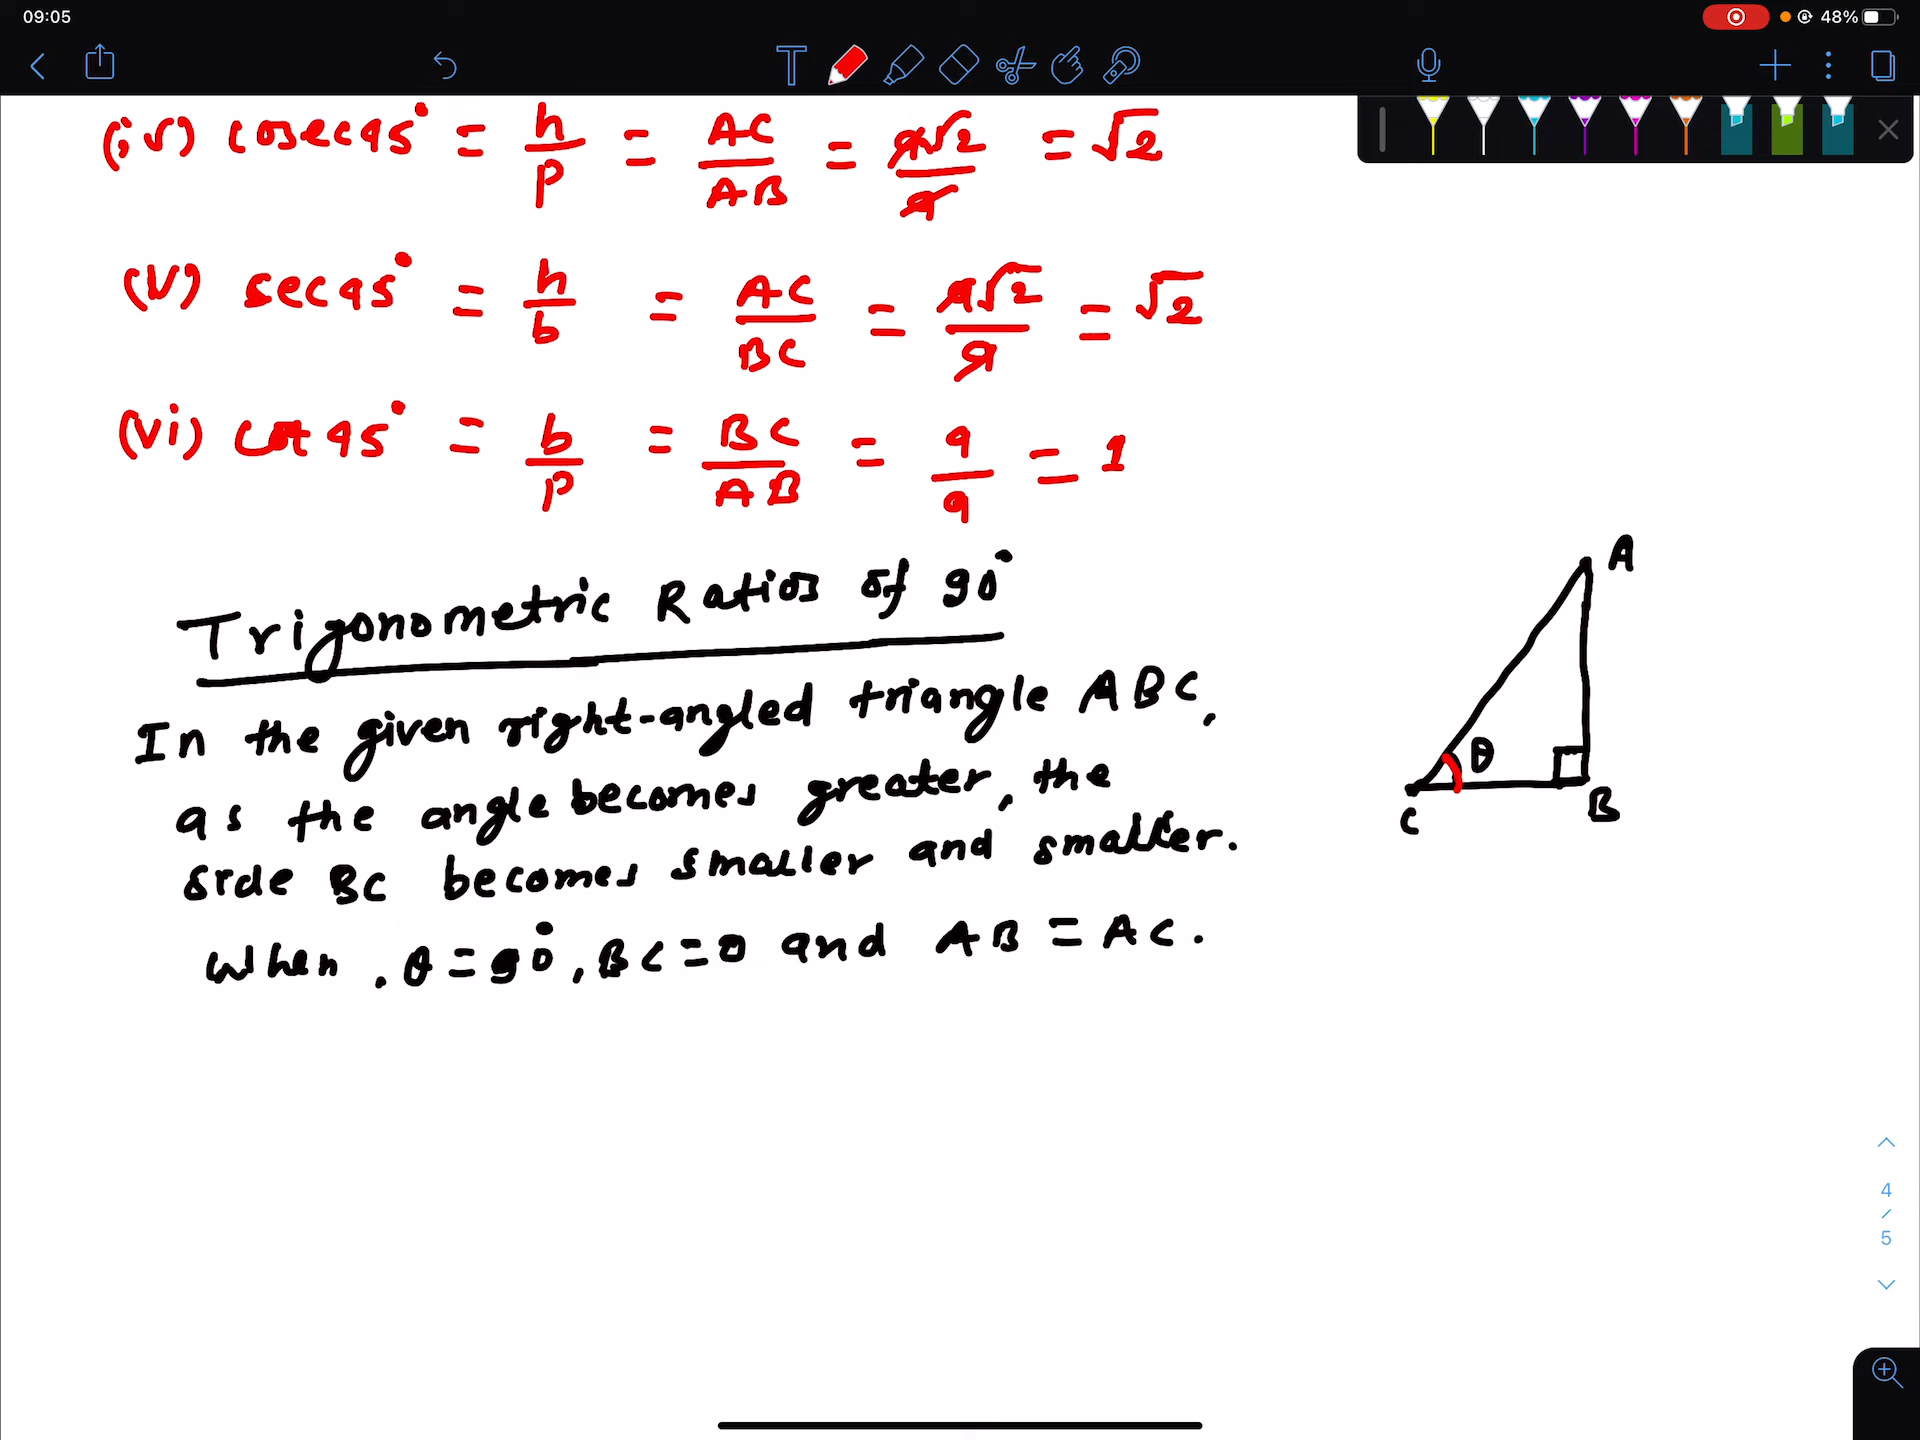 09:05
48%
(iv) cosec45° = h/p = AC/AB = a√2/a = √2
(v) sec45° = h/b = AC/BC = a√2/a = √2
(vi) cot45° = b/p = BC/AB = a/a = 1
Trigonometric Ratios of 90°
In the given right-angled triangle ABC,
as the angle becomes greater, the
side BC becomes smaller and smaller.
when . θ = 90°, BC = 0 and AB = AC.
A
θ
C
B
4
/
5